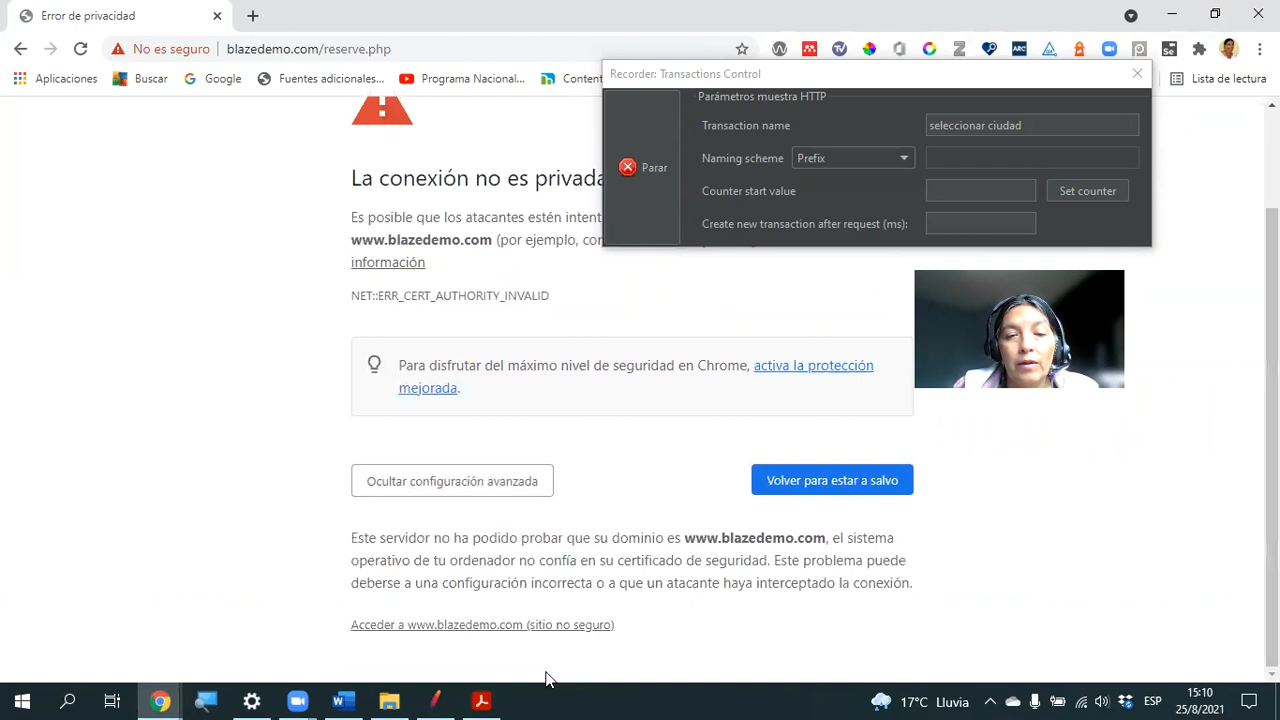 Error de privacidad
No es seguro
blazedemo.com/reserve.php
Aplicaciones
Buscar
Google
Fuentes adicionales...
Programa Nacional...
Content
Lista de lectura
Recorder: Transactions Control
Parámetros muestra HTTP
Parar
Transaction name
seleccionar ciudad
Naming scheme
Prefix
Counter start value
Set counter
Create new transaction after request (ms):
La conexión no es privada
Es posible que los atacantes estén intent
www.blazedemo.com (por ejemplo, con
información
NET::ERR_CERT_AUTHORITY_INVALID
Para disfrutar del máximo nivel de seguridad en Chrome, activa la protección
mejorada.
Ocultar configuración avanzada
Volver para estar a salvo
Este servidor no ha podido probar que su dominio es www.blazedemo.com, el sistema
operativo de tu ordenador no confía en su certificado de seguridad. Este problema puede
deberse a una configuración incorrecta o a que un atacante haya interceptado la conexión.
Acceder a www.blazedemo.com (sitio no seguro)
17°C Lluvia
ESP
15:10
25/8/2021